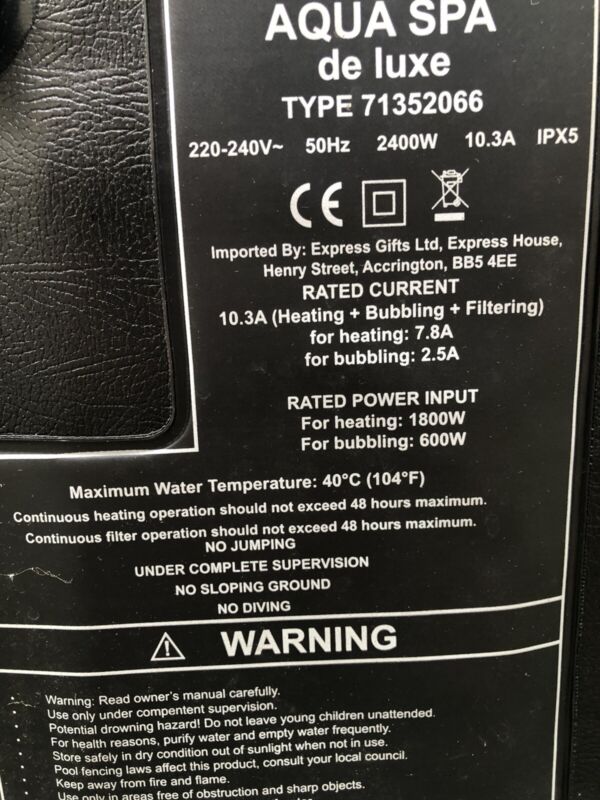 AQUA SPA
de luxe
TYPE 71352066
220-240V~ 50Hz 2400W 10.3A IPX5
CE
Imported By: Express Gifts Ltd, Express House,
Henry Street, Accrington, BB5 4EE
RATED CURRENT
10.3A (Heating + Bubbling + Filtering)
for heating: 7.8A
for bubbling: 2.5A
RATED POWER INPUT
For heating: 1800W
For bubbling: 600W
Maximum Water Temperature: 40°C (104°F)
Continuous heating operation should not exceed 48 hours maximum.
Continuous filter operation should not exceed 48 hours maximum.
NO JUMPING
UNDER COMPLETE SUPERVISION
NO SLOPING GROUND
NO DIVING
WARNING
Warning: Read owner's manual carefully.
Use only under compentent supervision.
Potential drowning hazard! Do not leave young children unattended.
For health reasons, purify water and empty water frequently.
Store safely in dry condition out of sunlight when not in use.
Pool fencing laws affect this product, consult your local council.
Keep away from fire and flame.
Use only in areas free of obstruction and sharp objects.